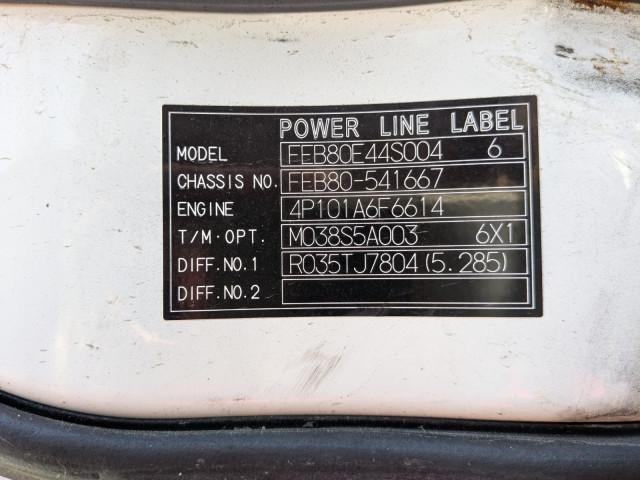 POWER LINE LABEL
MODEL FEB80E44S004 6
CHASSIS NO. FEB80-541667
ENGINE 4P101A6F6614
T/M·OPT. M038S5A003 6X1
DIFF.NO.1 R035TJ7804(5.285)
DIFF.NO.2